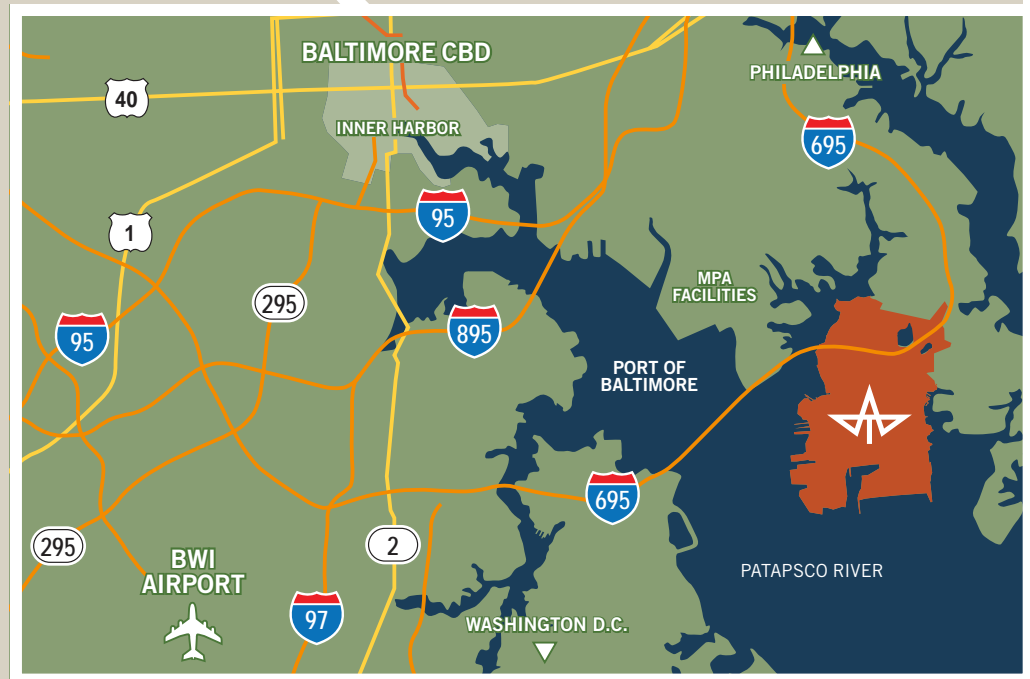 BALTIMORE CBD
PHILADELPHIA
40
INNER HARBOR
695
95
1
MPA
FACILITIES
295
895
95
PORT OF
BALTIMORE
695
295
2
BWI
AIRPORT
PATAPSCO RIVER
97
WASHINGTON D.C.